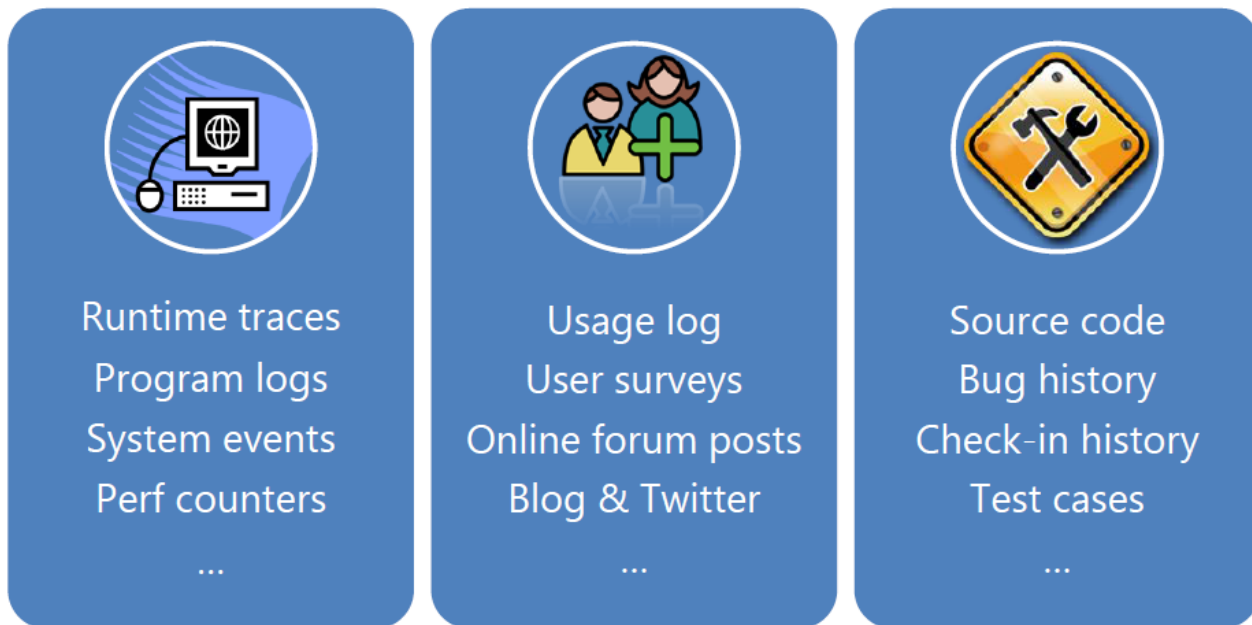 Runtime traces
Program logs
System events
Perf counters
...
Usage log
User surveys
Online forum posts
Blog & Twitter
...
Source code
Bug history
Check-in history
Test cases
...